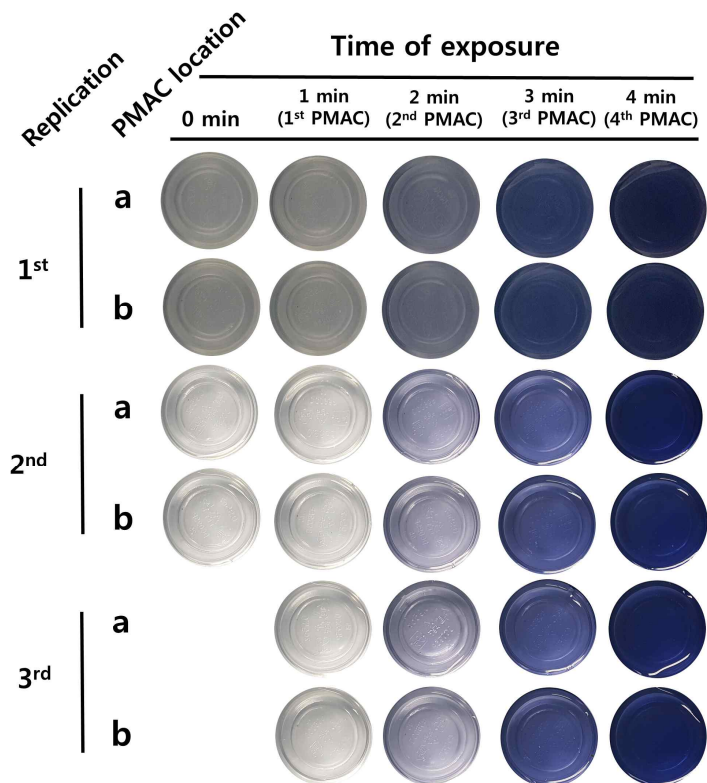 Replication
PMAC location
Time of exposure
0 min
1 min
(1st PMAC)
2 min
(2nd PMAC)
3 min
(3rd PMAC)
4 min
(4th PMAC)
1st
a
b
2nd
a
b
3rd
a
b